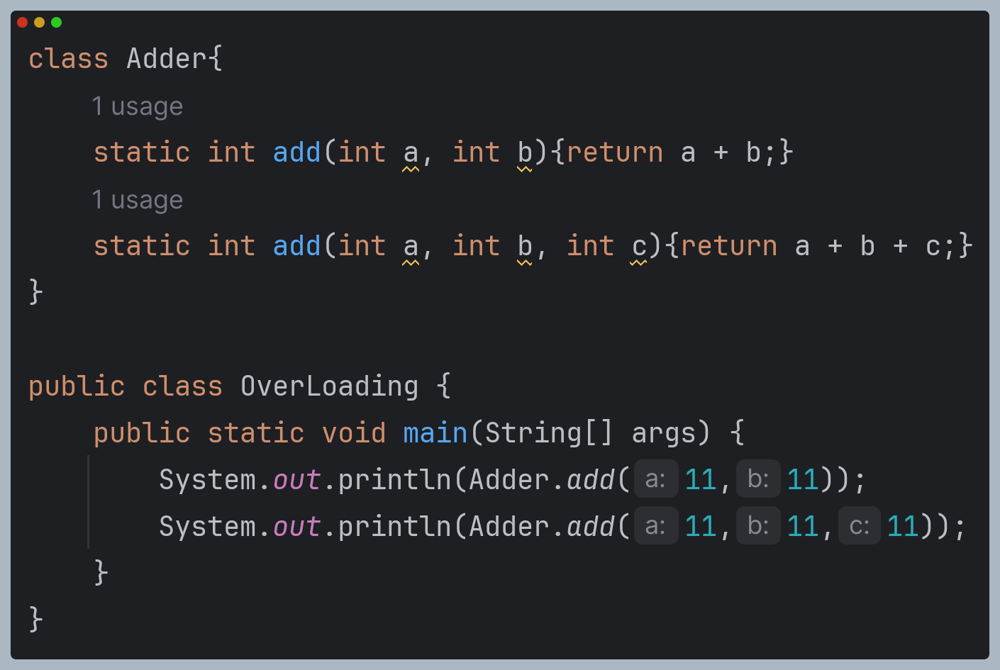 class Adder{
1 usage
static int add(int a, int b){return a + b;}
1 usage
static int add(int a, int b, int c){return a + b + c;}
}
public class OverLoading {
public static void main(String[] args) {
System.out.println(Adder.add( a: 11, b: 11));
System.out.println(Adder.add( a: 11, b: 11, c: 11));
}
}